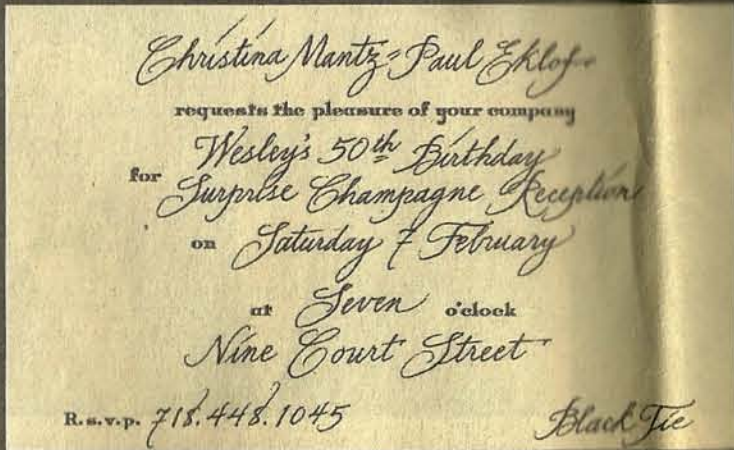 Christina Mantz - Paul Eklof
requests the pleasure of your company
for Wesley's 50th Birthday
Surprise Champagne Reception
on Saturday 7 February
at Seven o'clock
Nine Court Street
R.s.v.p. 718.448.1045 Black Tie